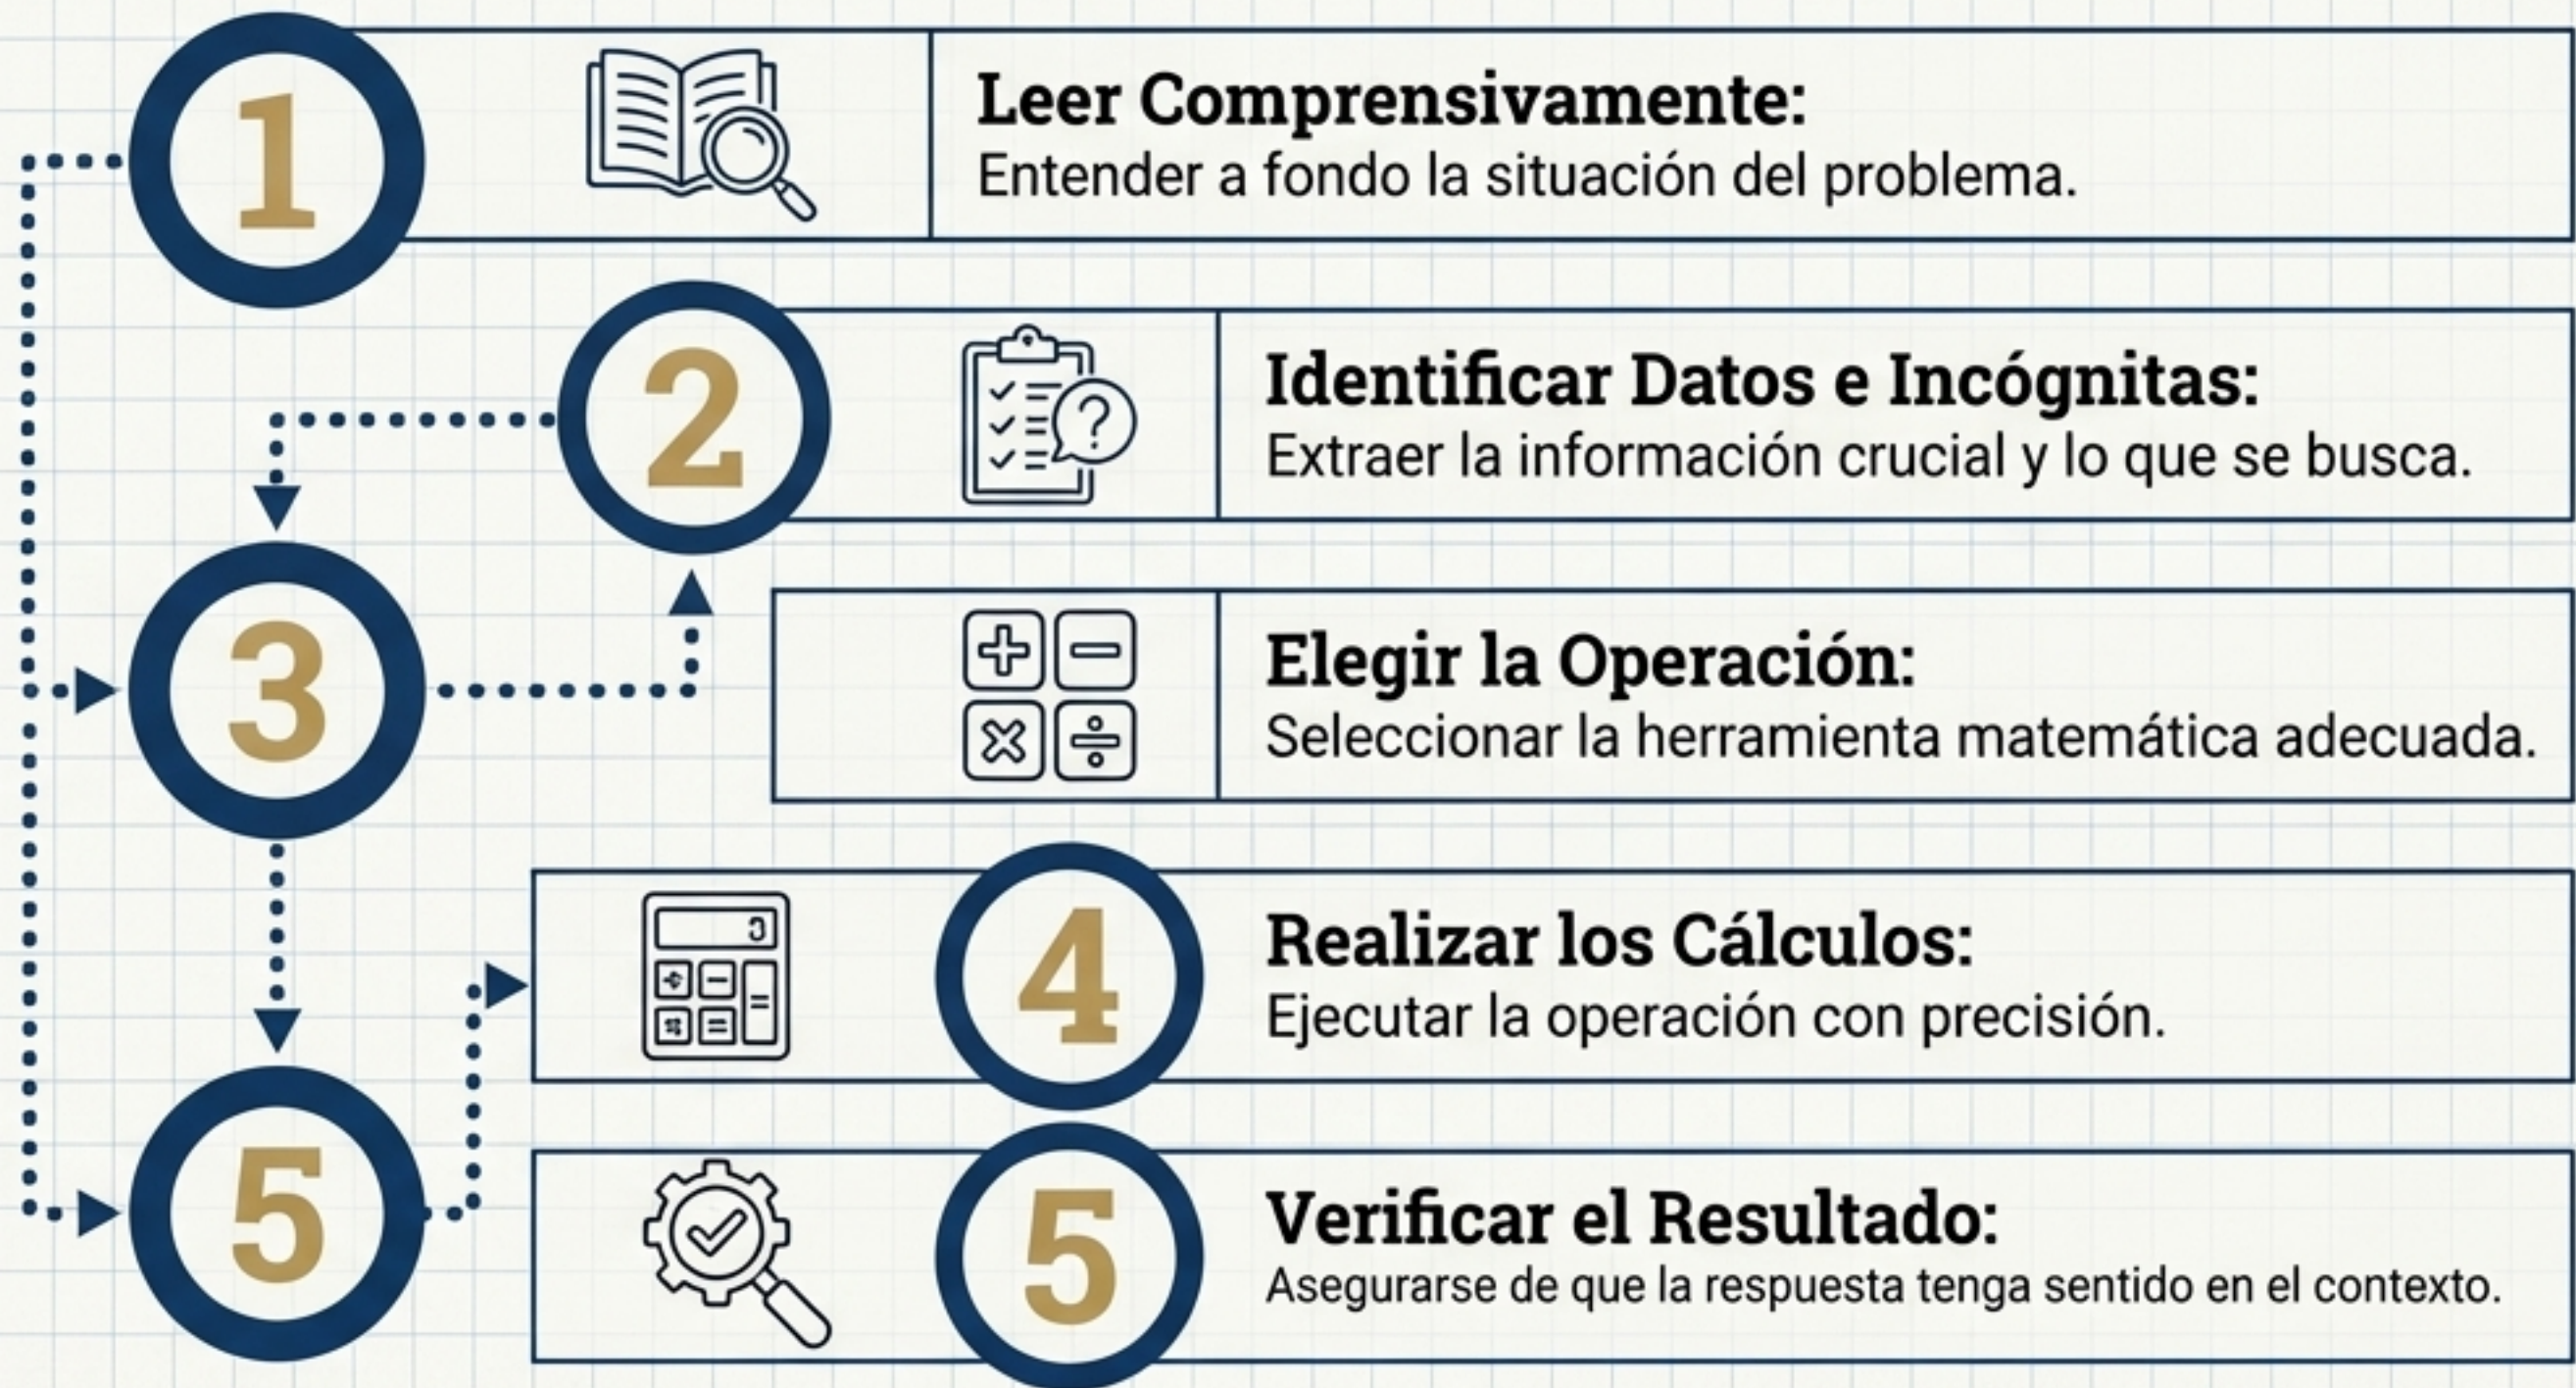 1
Leer Comprensivamente:
Entender a fondo la situación del problema.
2
?
Identificar Datos e Incógnitas:
Extraer la información crucial y lo que se busca.
3
+ −
× ÷
Elegir la Operación:
Seleccionar la herramienta matemática adecuada.
4
Realizar los Cálculos:
Ejecutar la operación con precisión.
5
5
Verificar el Resultado:
Asegurarse de que la respuesta tenga sentido en el contexto.